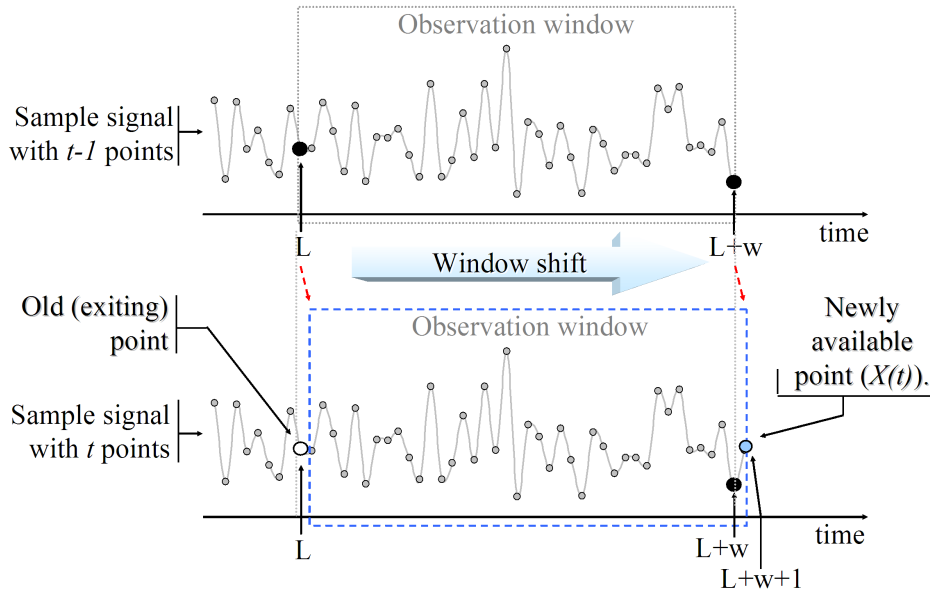 Observation window
Sample signal
with t-1 points
time
L
L+w
Window shift
Old (exiting)
point
Observation window
Newly
available
point (X(t)).
Sample signal
with t points
time
L
L+w
L+w+1